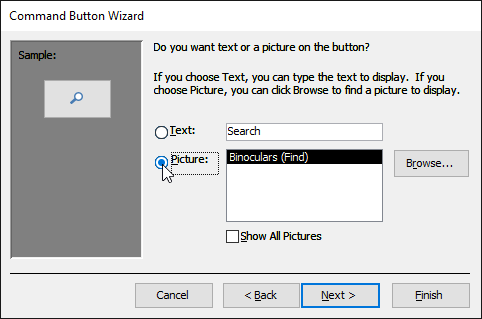 Command Button Wizard
Sample:
Do you want text or a picture on the button?
If you choose Text, you can type the text to display. If you
choose Picture, you can click Browse to find a picture to display.
Text:
Search
Picture:
Binoculars (Find)
Browse...
Show All Pictures
Cancel
< Back
Next >
Finish